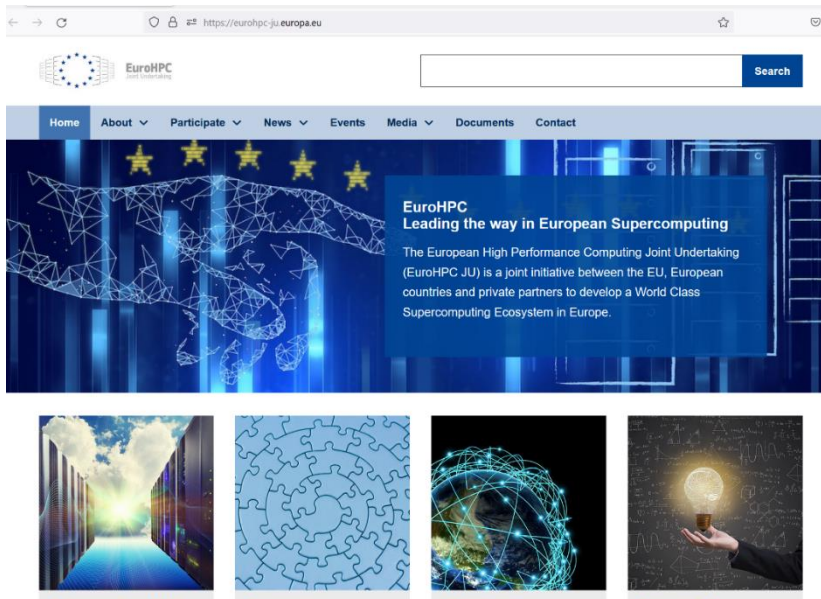 https://eurohpc-ju.europa.eu
EuroHPC
Joint Undertaking
Search
Home About Participate News Events Media Documents Contact
EuroHPC
Leading the way in European Supercomputing
The European High Performance Computing Joint Undertaking
(EuroHPC JU) is a joint initiative between the EU, European
countries and private partners to develop a World Class
Supercomputing Ecosystem in Europe.